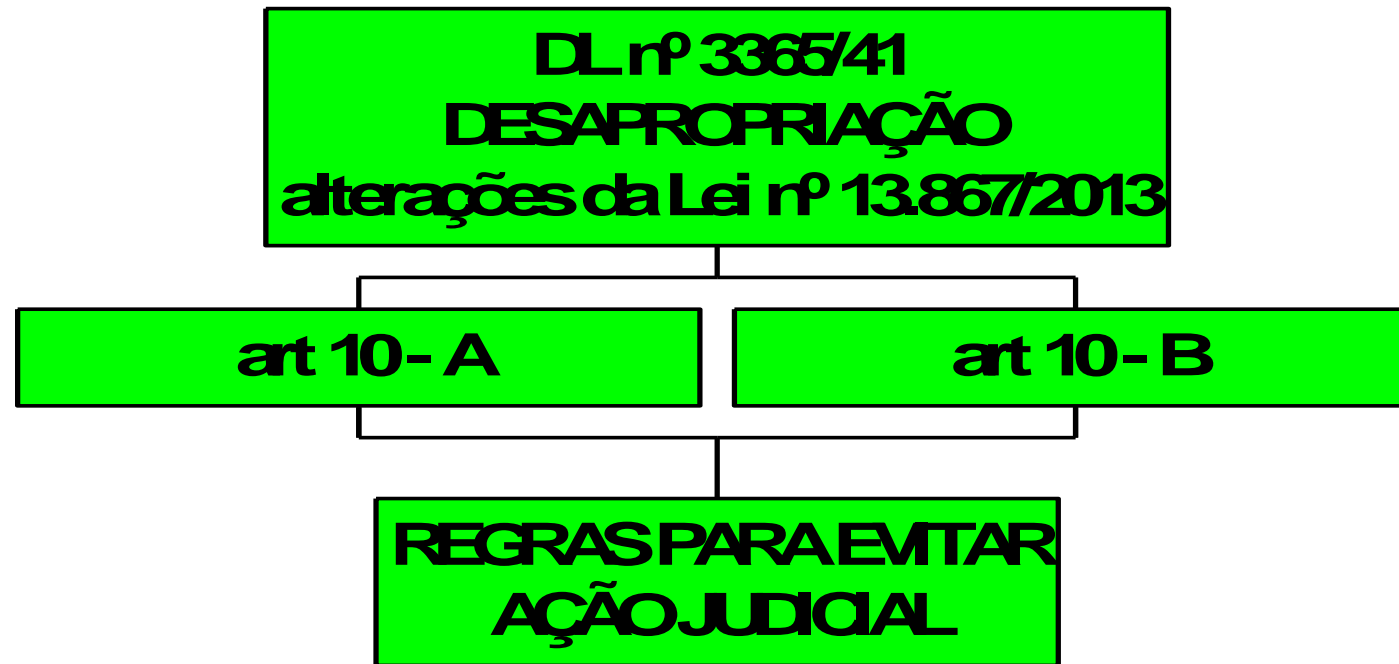 DL nº 3365/41
DESAPROPRIAÇÃO
alterações da Lei nº 13.867/2013
art 10 - A
art 10 - B
REGRAS PARA EVITAR
AÇÃO JUDICIAL